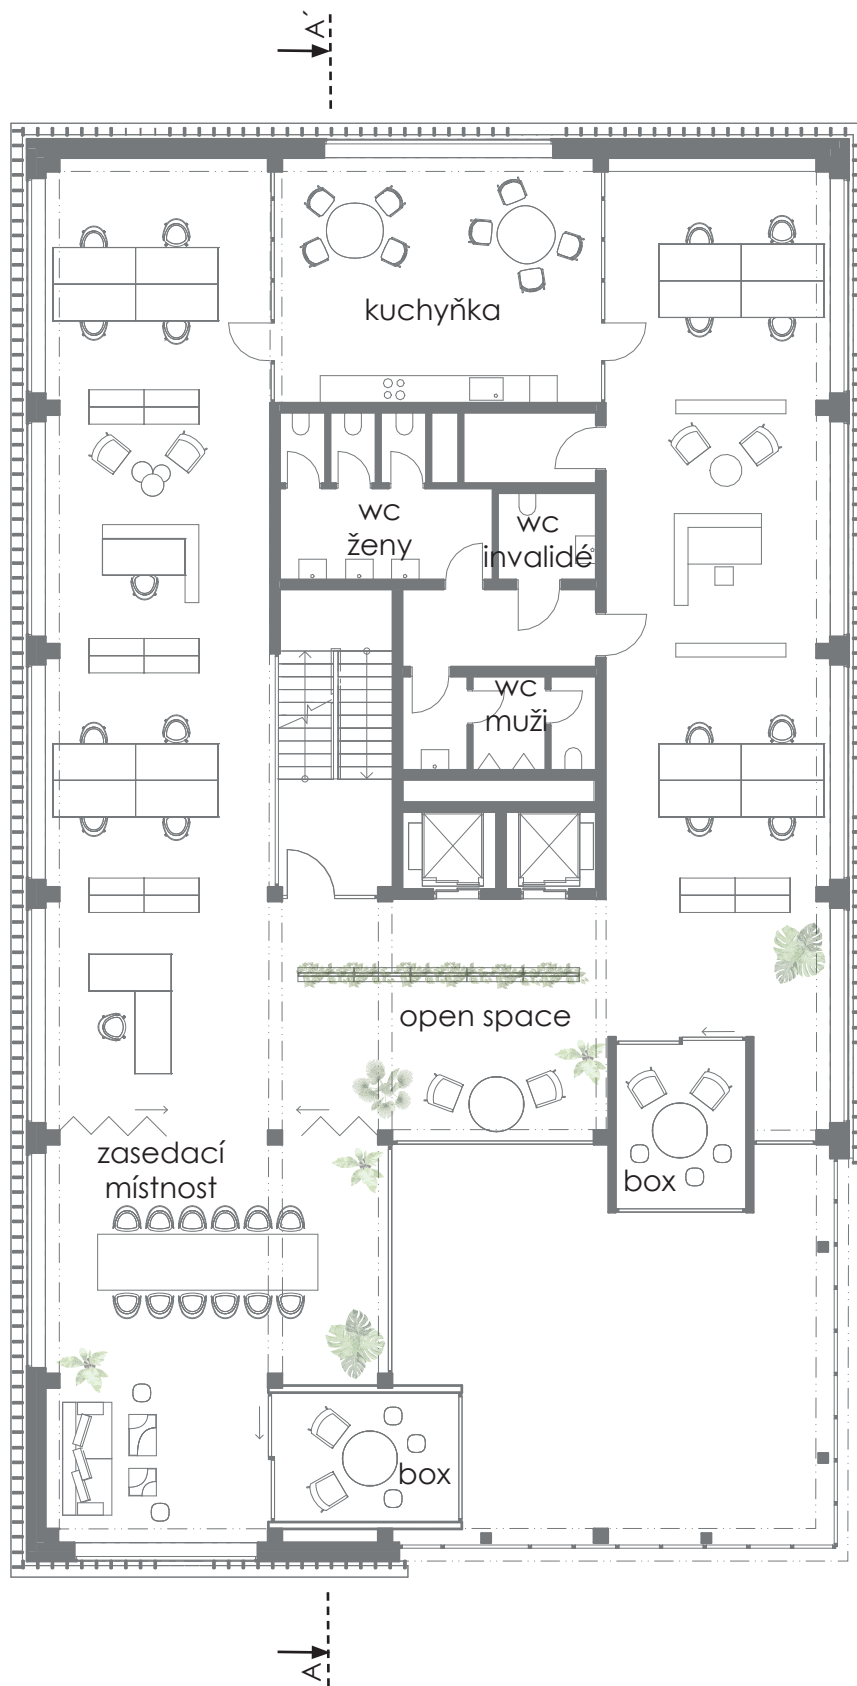 A´
kuchyňka
wc
ženy
wc
invalidé
wc
muži
open space
zasedací
místnost
box
box
A